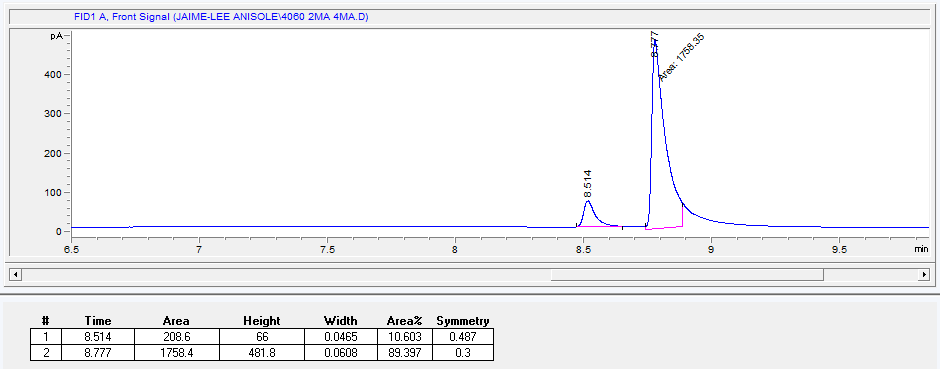 FID1 A, Front Signal (JAIME-LEE ANISOLE\4060 2MA 4MA.D)
pA
400
300
200
100
0
8.514
8.777
Area: 1758.35
6.5 7 7.5 8 8.5 9 9.5 min
# Time Area Height Width Area% Symmetry
1 8.514 208.6 66 0.0465 10.603 0.487
2 8.777 1758.4 481.8 0.0608 89.397 0.3